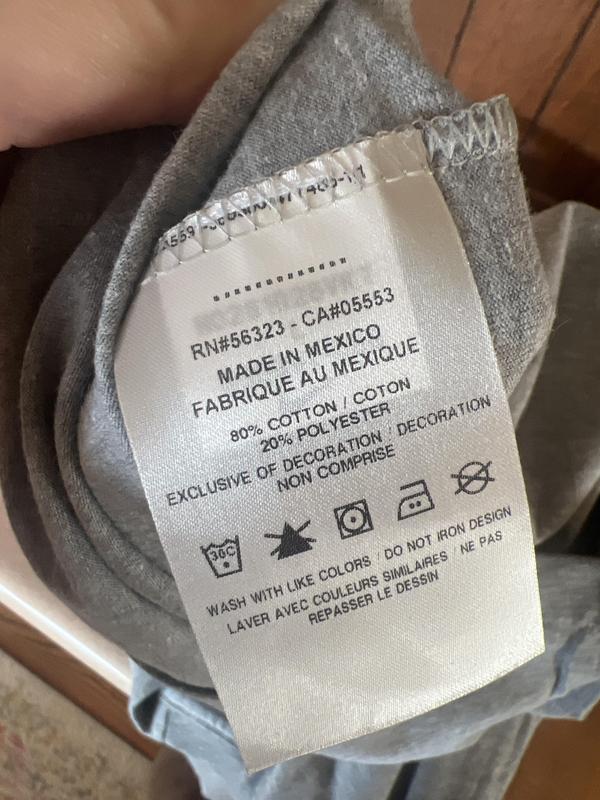 RN#56323 - CA#05553
MADE IN MEXICO
FABRIQUE AU MEXIQUE
80% COTTON / COTON
20% POLYESTER
EXCLUSIVE OF DECORATION / DECORATION
NON COMPRISE
30C
WASH WITH LIKE COLORS / DO NOT IRON DESIGN
LAVER AVEC COULEURS SIMILAIRES / NE PAS
REPASSER LE DESSIN